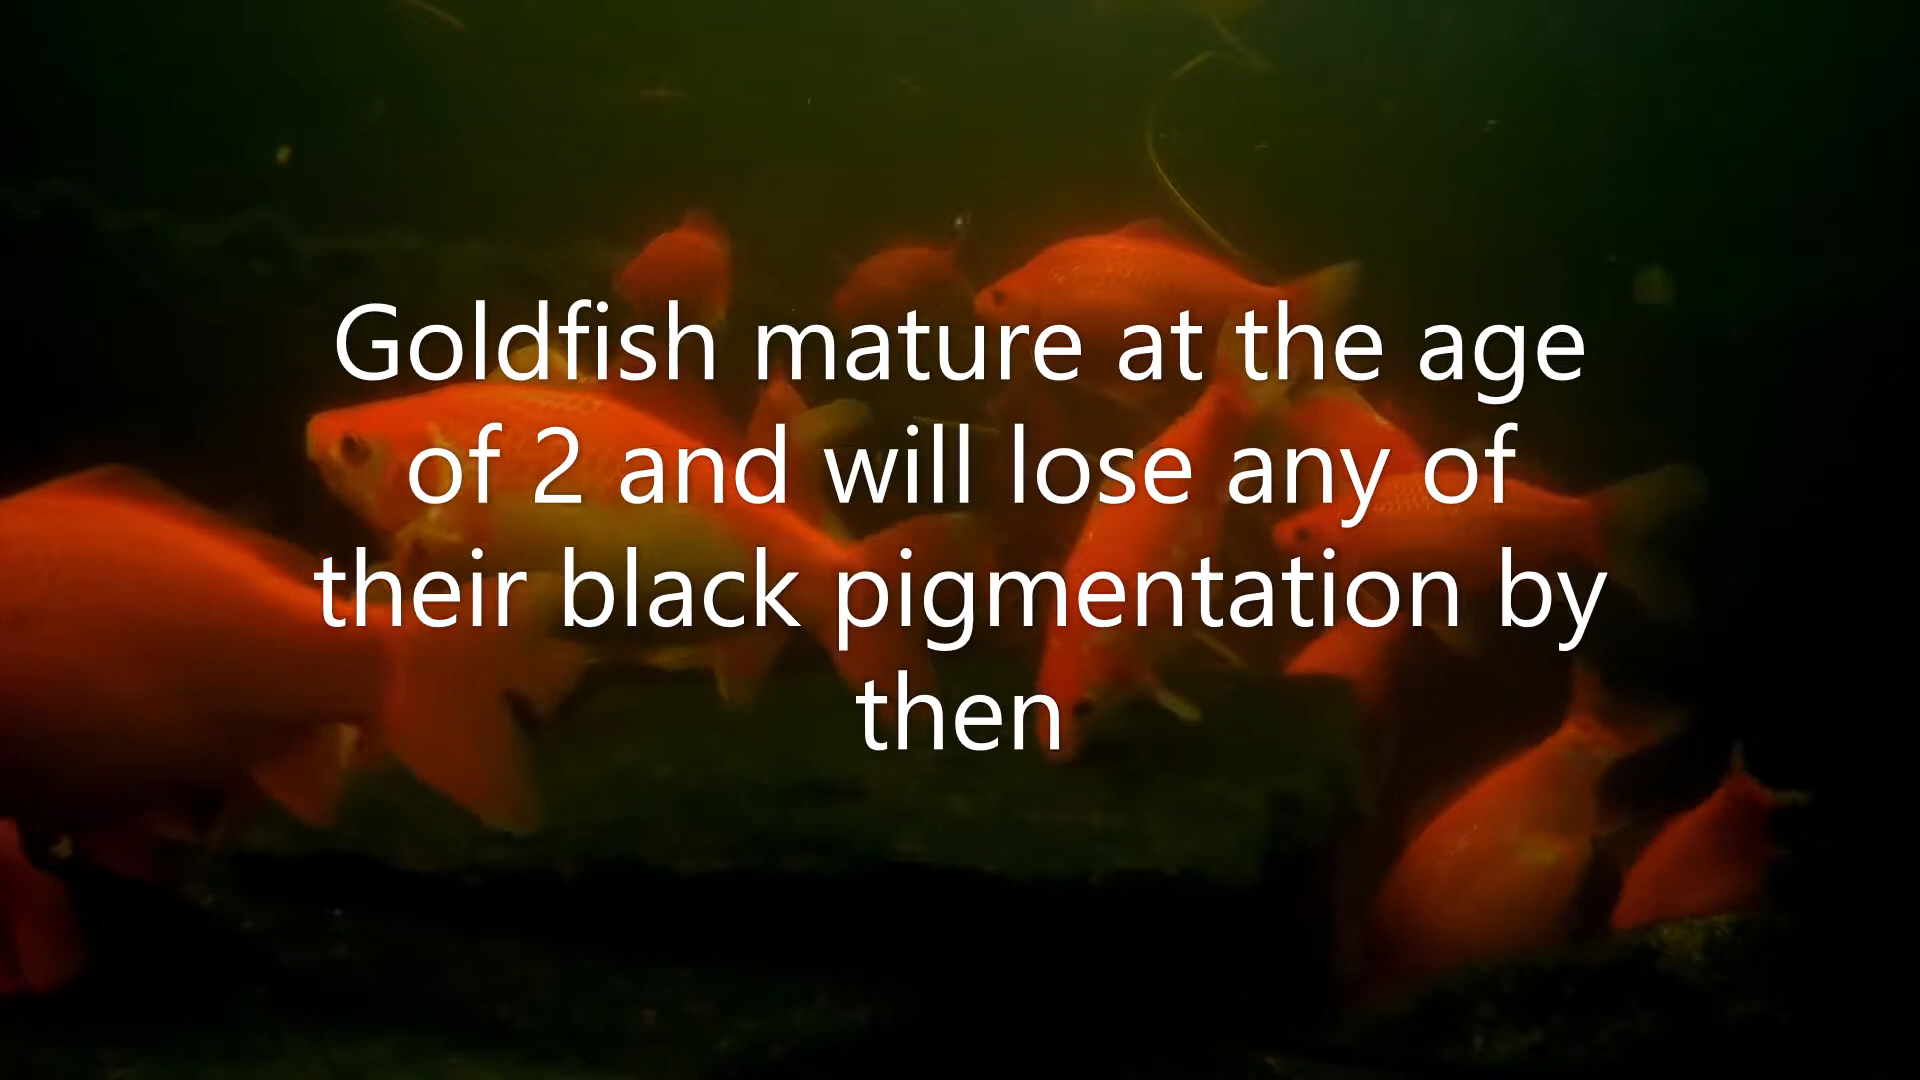 Goldfish mature at the age
of 2 and will lose any of
their black pigmentation by
then